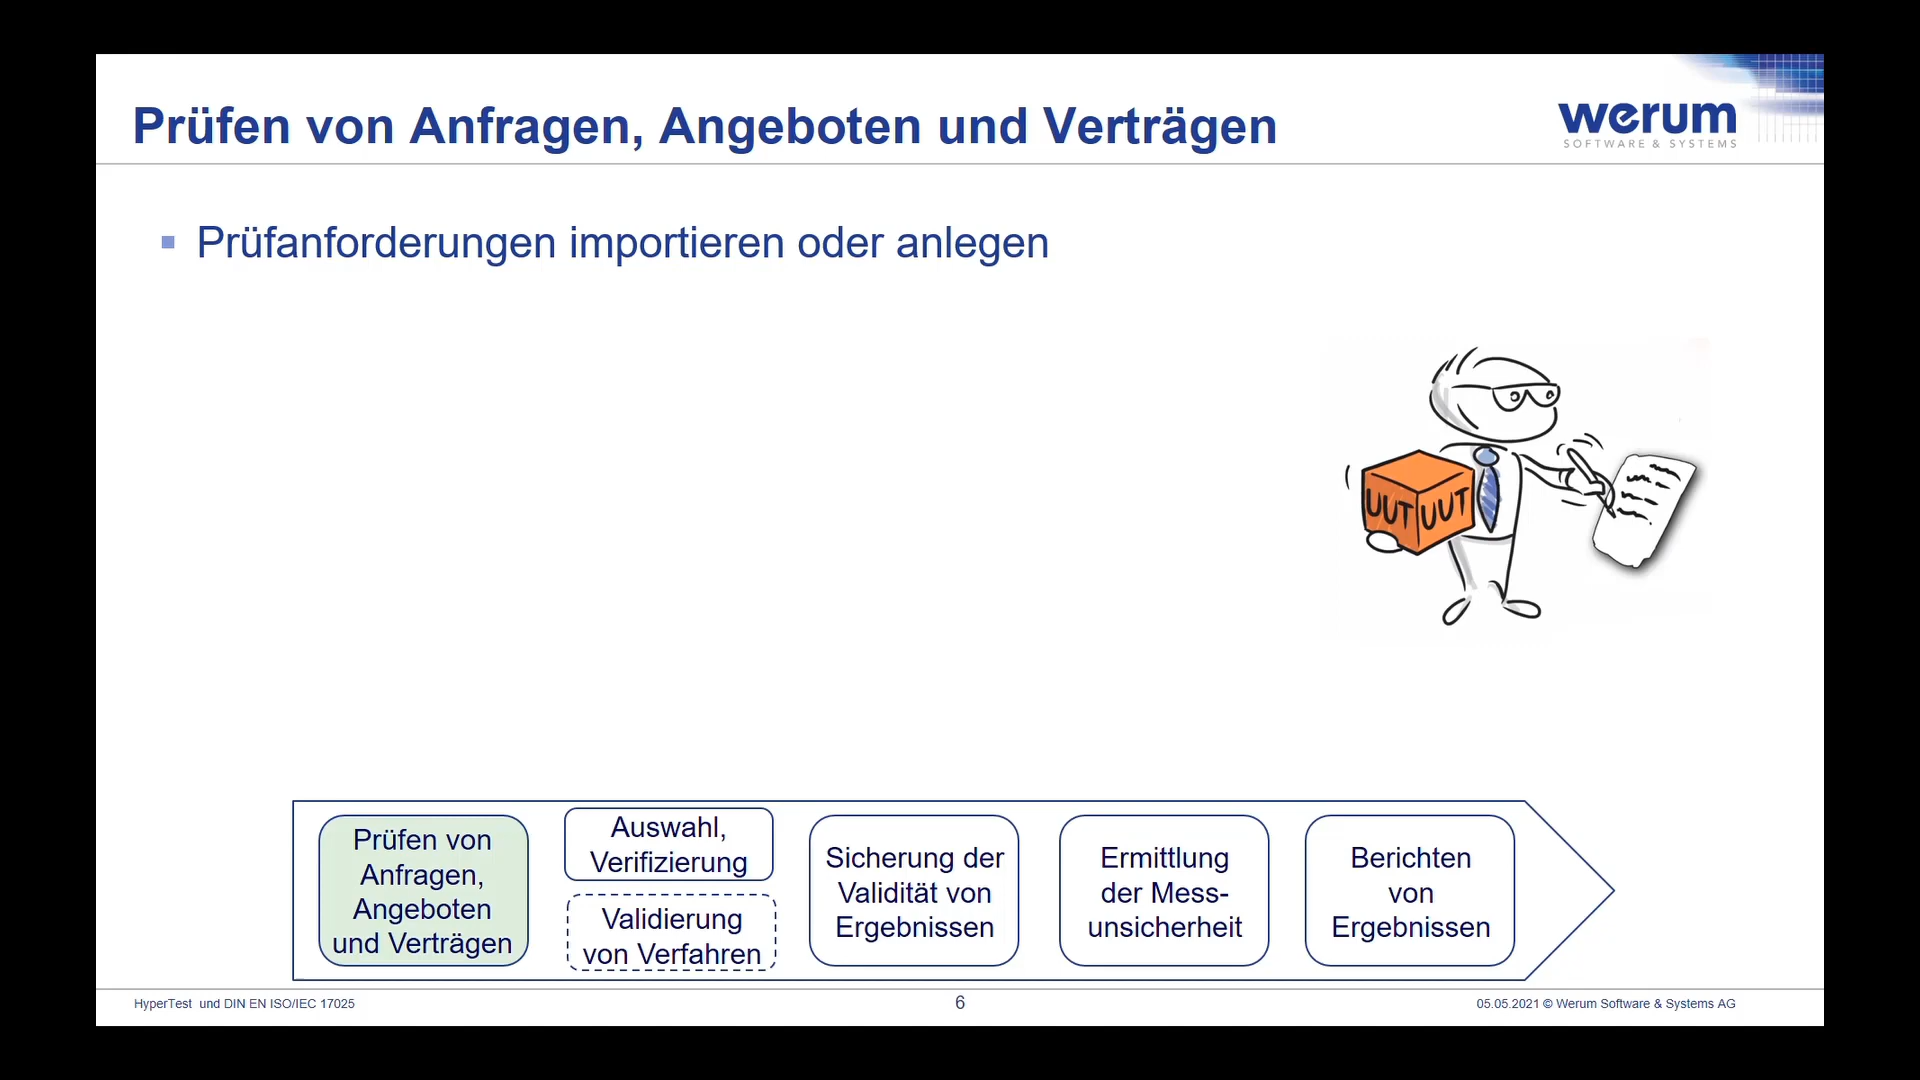 Prüfen von Anfragen, Angeboten und Verträgen
werum
SOFTWARE & SYSTEMS
Prüfanforderungen importieren oder anlegen
UUT UUT
Prüfen von
Anfragen,
Angeboten
und Verträgen
Auswahl,
Verifizierung
Validierung
von Verfahren
Sicherung der
Validität von
Ergebnissen
Ermittlung
der Mess-
unsicherheit
Berichten
von
Ergebnissen
HyperTest und DIN EN ISO/IEC 17025
6
05.05.2021 © Werum Software & Systems AG